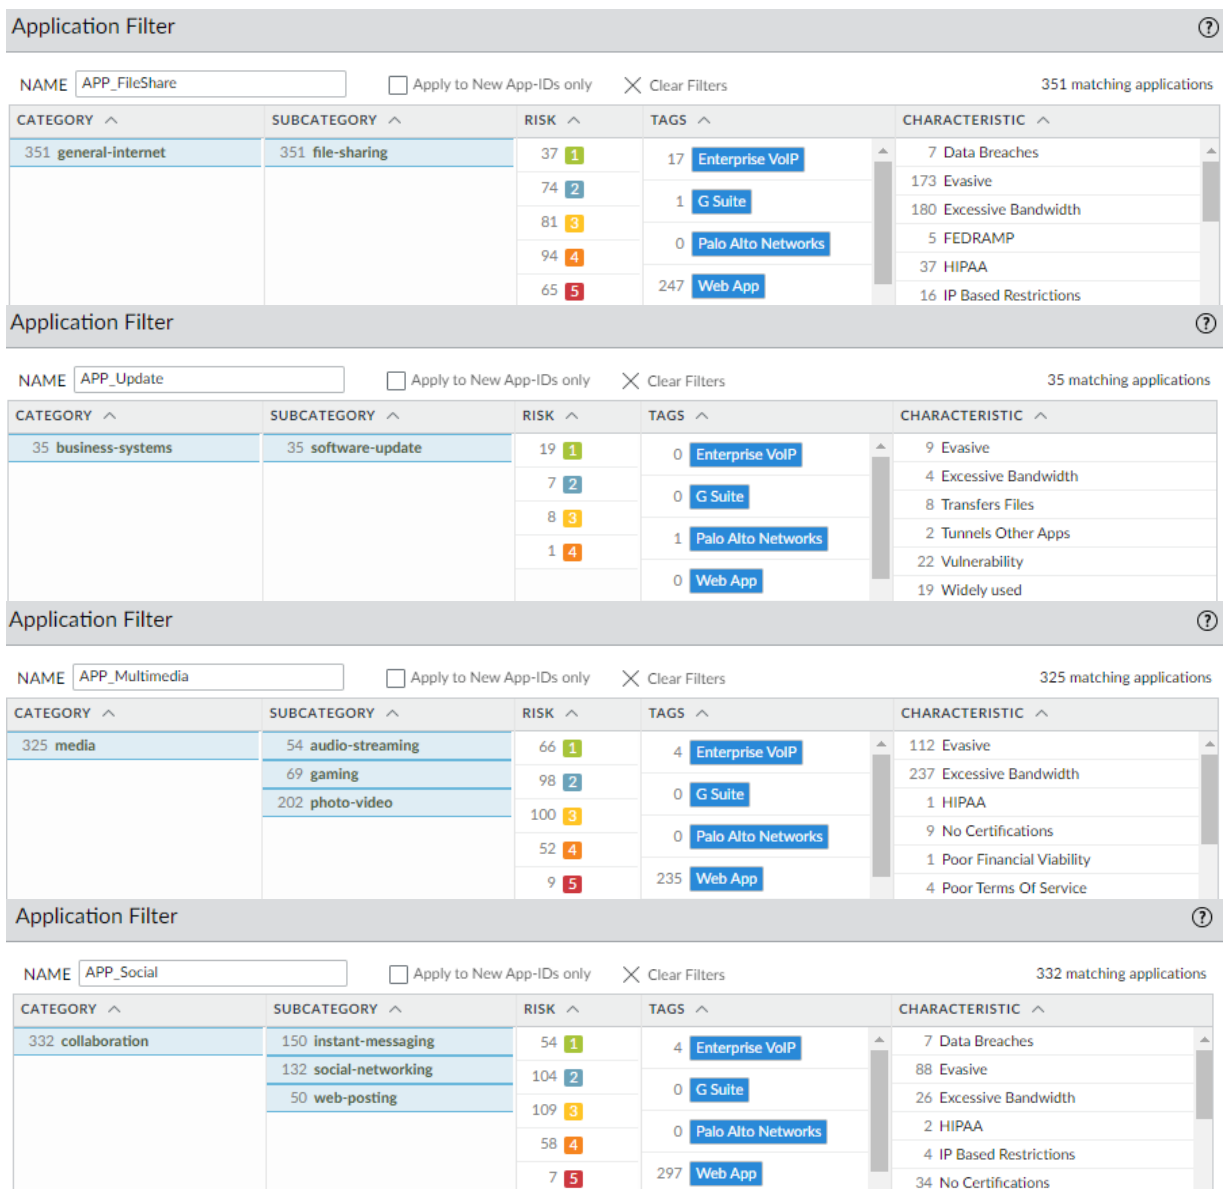 Application Filter
NAME APP_FileShare Apply to New App-IDs only Clear Filters 351 matching applications
CATEGORY SUBCATEGORY RISK TAGS CHARACTERISTIC
351 general-internet 351 file-sharing 37 1 17 Enterprise VoIP 7 Data Breaches
173 Evasive
74 2 1 G Suite 180 Excessive Bandwidth
81 3 0 Palo Alto Networks 5 FEDRAMP
94 4 37 HIPAA
65 5 247 Web App 16 IP Based Restrictions
Application Filter
NAME APP_Update Apply to New App-IDs only Clear Filters 35 matching applications
CATEGORY SUBCATEGORY RISK TAGS CHARACTERISTIC
35 business-systems 35 software-update 19 1 0 Enterprise VoIP 9 Evasive
4 Excessive Bandwidth
7 2 0 G Suite 8 Transfers Files
8 3 1 Palo Alto Networks 2 Tunnels Other Apps
1 4 22 Vulnerability
0 Web App 19 Widely used
Application Filter
NAME APP_Multimedia Apply to New App-IDs only Clear Filters 325 matching applications
CATEGORY SUBCATEGORY RISK TAGS CHARACTERISTIC
325 media 54 audio-streaming 66 1 4 Enterprise VoIP 112 Evasive
69 gaming 98 2 237 Excessive Bandwidth
202 photo-video 0 G Suite 1 HIPAA
100 3 0 Palo Alto Networks 9 No Certifications
52 4 1 Poor Financial Viability
9 5 235 Web App 4 Poor Terms Of Service
Application Filter
NAME APP_Social Apply to New App-IDs only Clear Filters 332 matching applications
CATEGORY SUBCATEGORY RISK TAGS CHARACTERISTIC
332 collaboration 150 instant-messaging 54 1 4 Enterprise VoIP 7 Data Breaches
132 social-networking 104 2 88 Evasive
50 web-posting 0 G Suite 26 Excessive Bandwidth
109 3 0 Palo Alto Networks 2 HIPAA
58 4 4 IP Based Restrictions
7 5 297 Web App 34 No Certifications